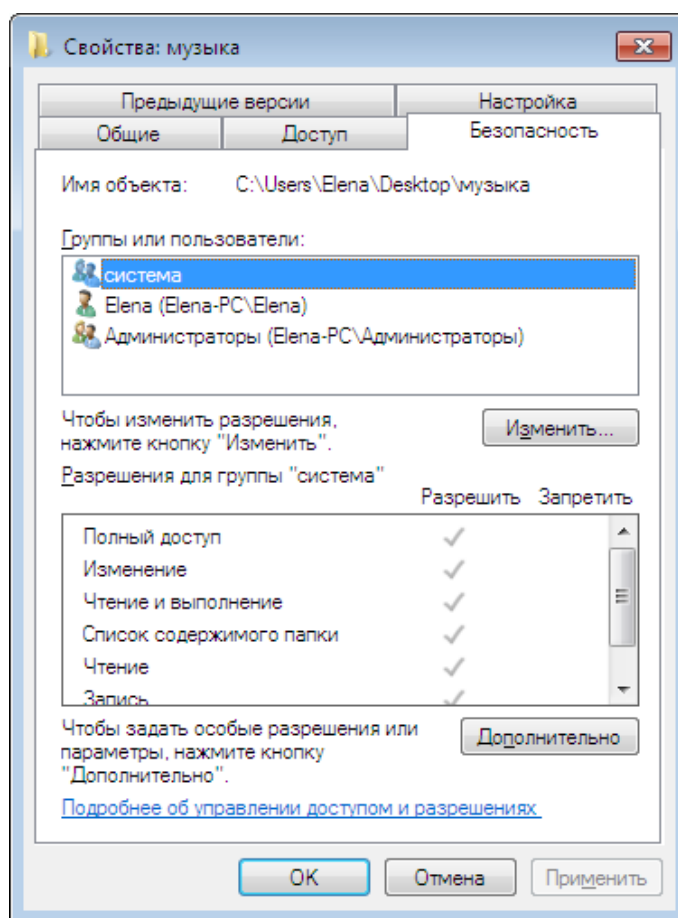 Свойства: музыка
Предыдущие версии Настройка
Общие Доступ Безопасность
Имя объекта: C:\Users\Elena\Desktop\музыка
Группы или пользователи:
система
Elena (Elena-PC\Elena)
Администраторы (Elena-PC\Администраторы)
Чтобы изменить разрешения,
нажмите кнопку "Изменить".
Изменить...
Разрешения для группы "система"
Разрешить Запретить
Полный доступ
Изменение
Чтение и выполнение
Список содержимого папки
Чтение
Запись
Чтобы задать особые разрешения или
параметры, нажмите кнопку
"Дополнительно".
Дополнительно
Подробнее об управлении доступом и разрешениях
OK Отмена Применить